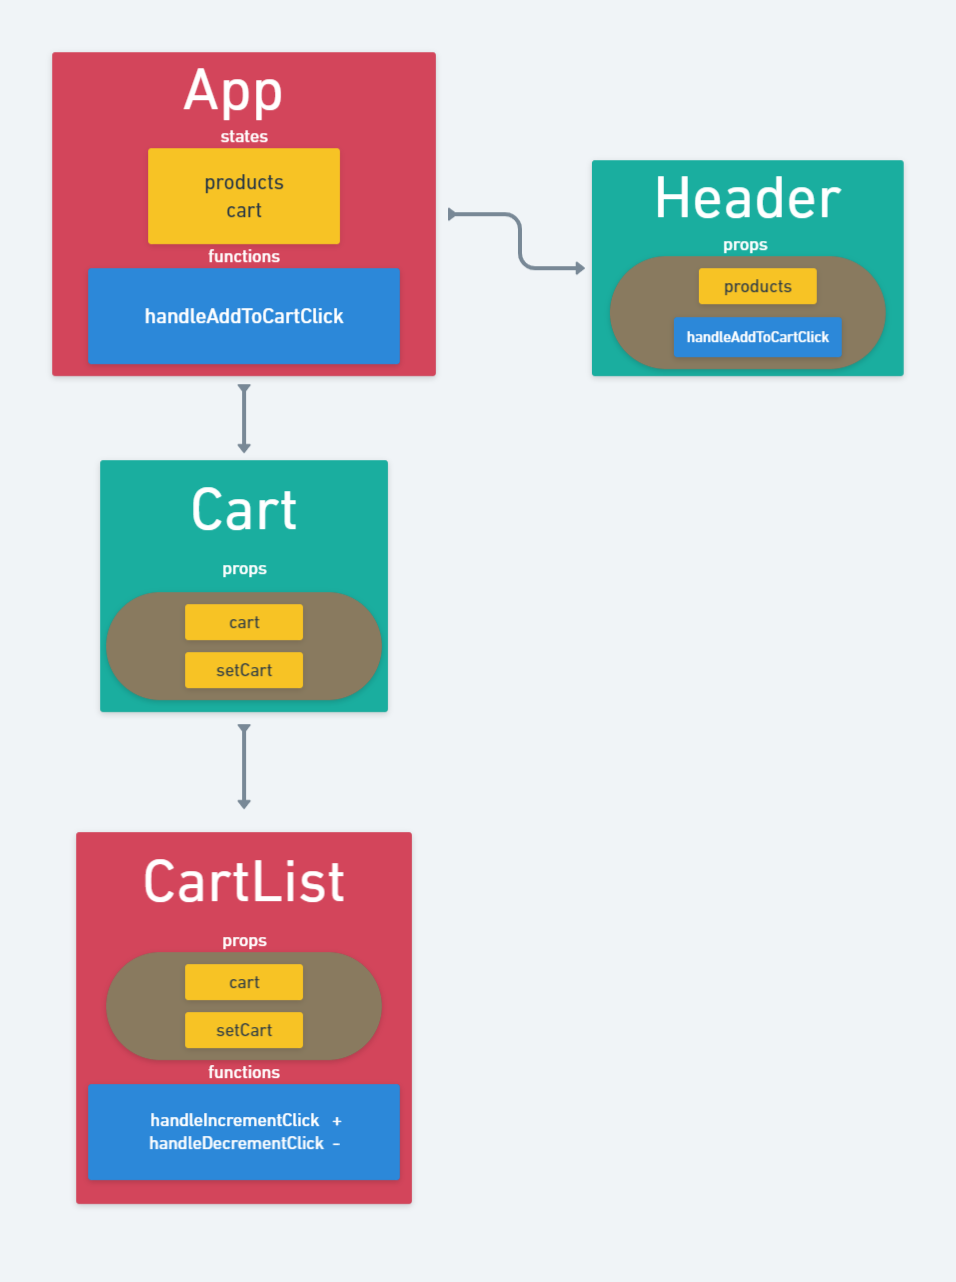 App
states
products
cart
functions
handleAddToCartClick
Header
props
products
handleAddToCartClick
Cart
props
cart
setCart
CartList
props
cart
setCart
functions
handleIncrementClick +
handleDecrementClick -